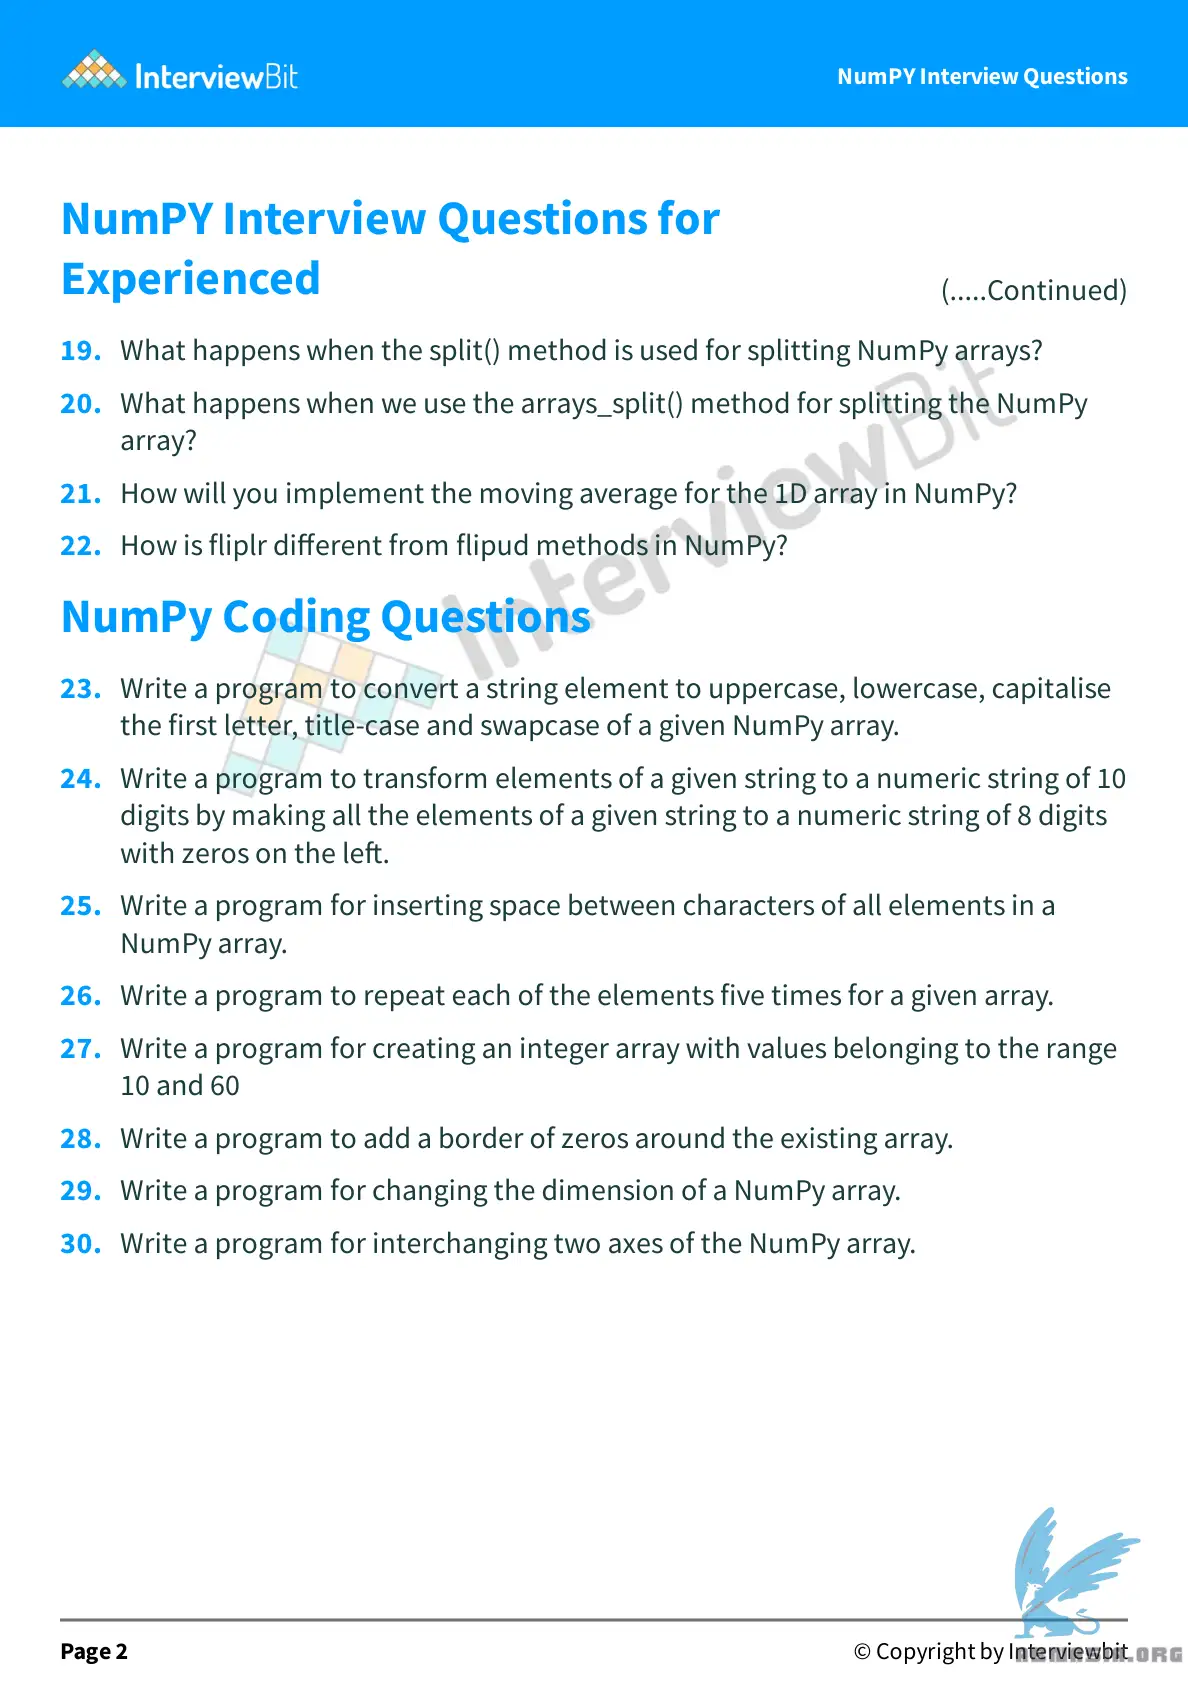 InterviewBit
NumPY Interview Questions
NumPY Interview Questions for
Experienced
(.....Continued)
19. What happens when the split() method is used for splitting NumPy arrays?
20. What happens when we use the arrays_split() method for splitting the NumPy
array?
21. How will you implement the moving average for the 1D array in NumPy?
22. How is fliplr different from flipud methods in NumPy?
InterviewBit
NumPy Coding Questions
23. Write a program to convert a string element to uppercase, lowercase, capitalise
the first letter, title-case and swapcase of a given NumPy array.
24. Write a program to transform elements of a given string to a numeric string of 10
digits by making all the elements of a given string to a numeric string of 8 digits
with zeros on the left.
25. Write a program for inserting space between characters of all elements in a
NumPy array.
26. Write a program to repeat each of the elements five times for a given array.
27. Write a program for creating an integer array with values belonging to the range
10 and 60
28. Write a program to add a border of zeros around the existing array.
29. Write a program for changing the dimension of a NumPy array.
30. Write a program for interchanging two axes of the NumPy array.
Page 2
© Copyright by Interviewbit